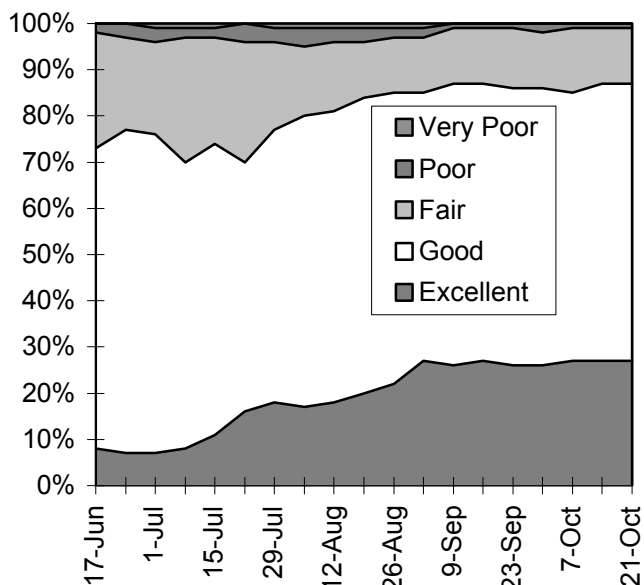 100%
90%
80%
70%
60%
50%
40%
30%
20%
10%
0%
Very Poor
Poor
Fair
Good
Excellent
17-Jun
1-Jul
15-Jul
29-Jul
12-Aug
26-Aug
9-Sep
23-Sep
7-Oct
21-Oct